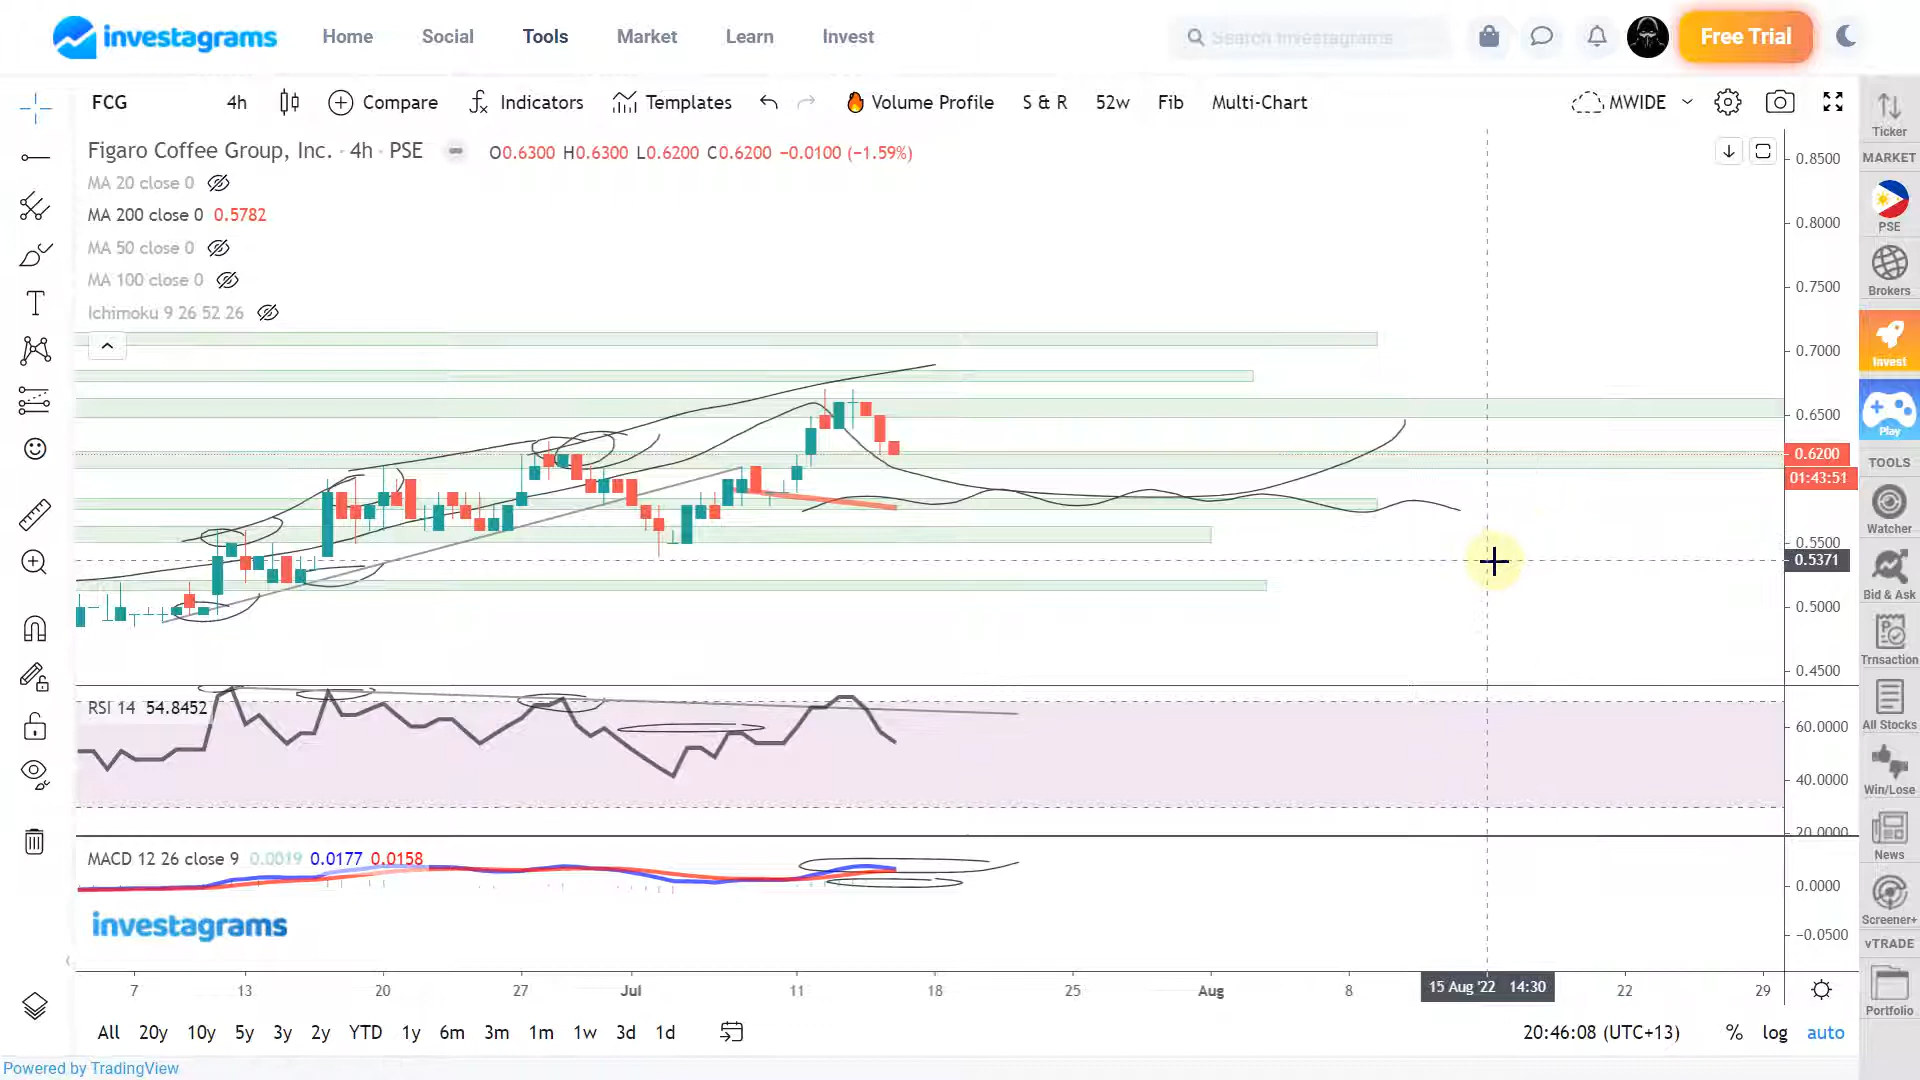 investagrams Home Social Tools Market Learn Invest Search Investagrams Free Trial
FCG 4h Compare Indicators Templates Volume Profile S & R 52w Fib Multi-Chart MWIDE
Figaro Coffee Group, Inc. · 4h · PSE O0.6300 H0.6300 L0.6200 C0.6200 −0.0100 (−1.59%)
MA 20 close 0
MA 200 close 0 0.5782
MA 50 close 0
MA 100 close 0
Ichimoku 9 26 52 26
0.8500
0.8000
0.7500
0.7000
0.6500
0.6200
01:43:51
0.5500
0.5371
0.5000
0.4500
RSI 14 54.8452
60.0000
40.0000
20.0000
MACD 12 26 close 9 0.0019 0.0177 0.0158
0.0000
−0.0500
investagrams
7 13 20 27 Jul 11 18 25 Aug 8 15 Aug '22 14:30 22 29
All 20y 10y 5y 3y 2y YTD 1y 6m 3m 1m 1w 3d 1d 20:46:08 (UTC+13) % log auto
Powered by TradingView
Ticker
MARKET
PSE
Brokers
Invest
Play
TOOLS
Watcher
Bid & Ask
Trnsaction
All Stocks
Win/Lose
News
Screener+
vTRADE
Portfolio